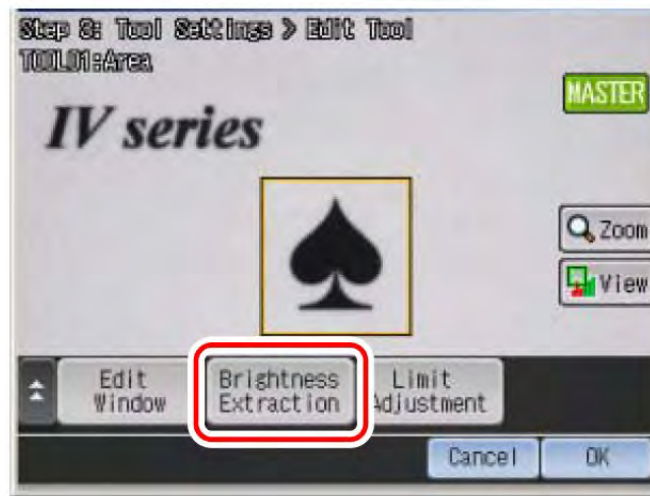 Step 3: Tool Settings > Edit Tool
TOOL01:Area
MASTER
IV series
Zoom
View
Edit
Window
Brightness
Extraction
Limit
Adjustment
Cancel
OK